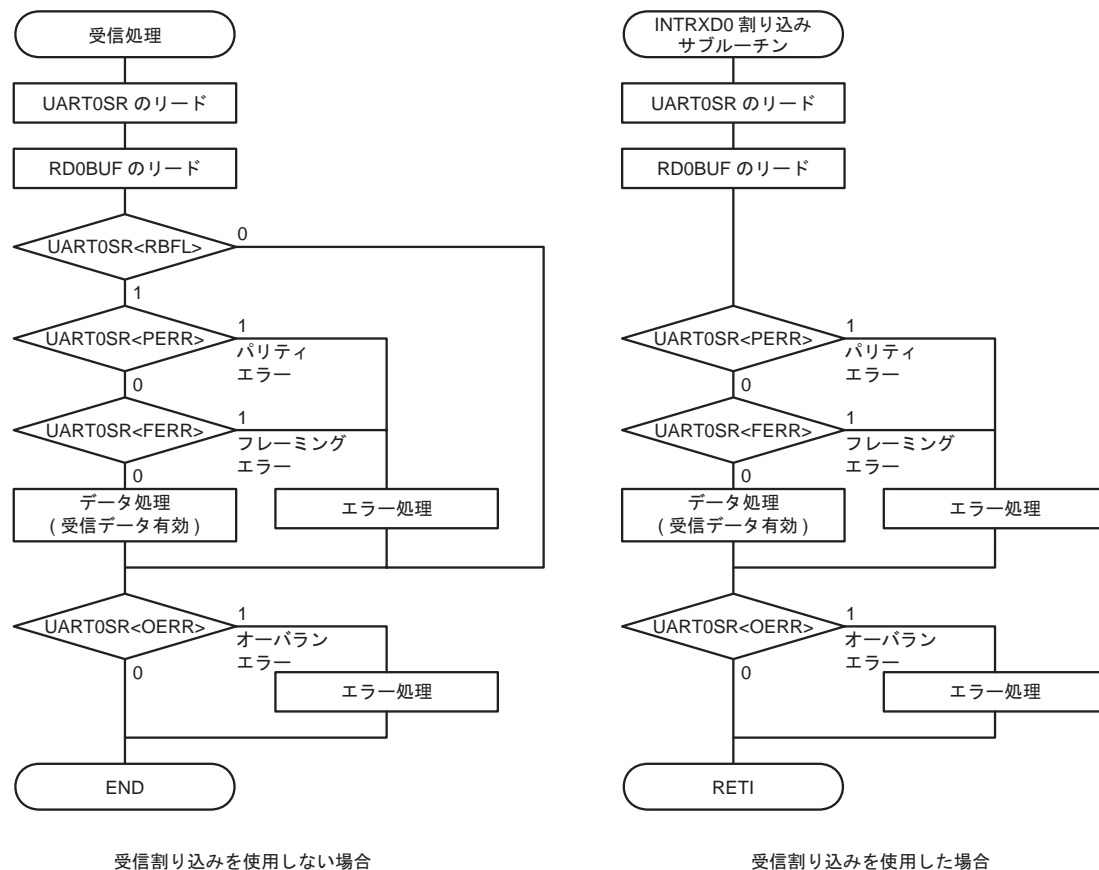 受信処理
UART0SR のリード
RD0BUF のリード
UART0SR<RBFL>
0
1
UART0SR<PERR>
1
パリティ
エラー
0
UART0SR<FERR>
1
フレーミング
エラー
0
データ処理
( 受信データ有効 )
エラー処理
UART0SR<OERR>
1
オーバラン
エラー
0
エラー処理
END
受信割り込みを使用しない場合
INTRXD0 割り込み
サブルーチン
UART0SR のリード
RD0BUF のリード
UART0SR<PERR>
1
パリティ
エラー
0
UART0SR<FERR>
1
フレーミング
エラー
0
データ処理
( 受信データ有効 )
エラー処理
UART0SR<OERR>
1
オーバラン
エラー
0
エラー処理
RETI
受信割り込みを使用した場合